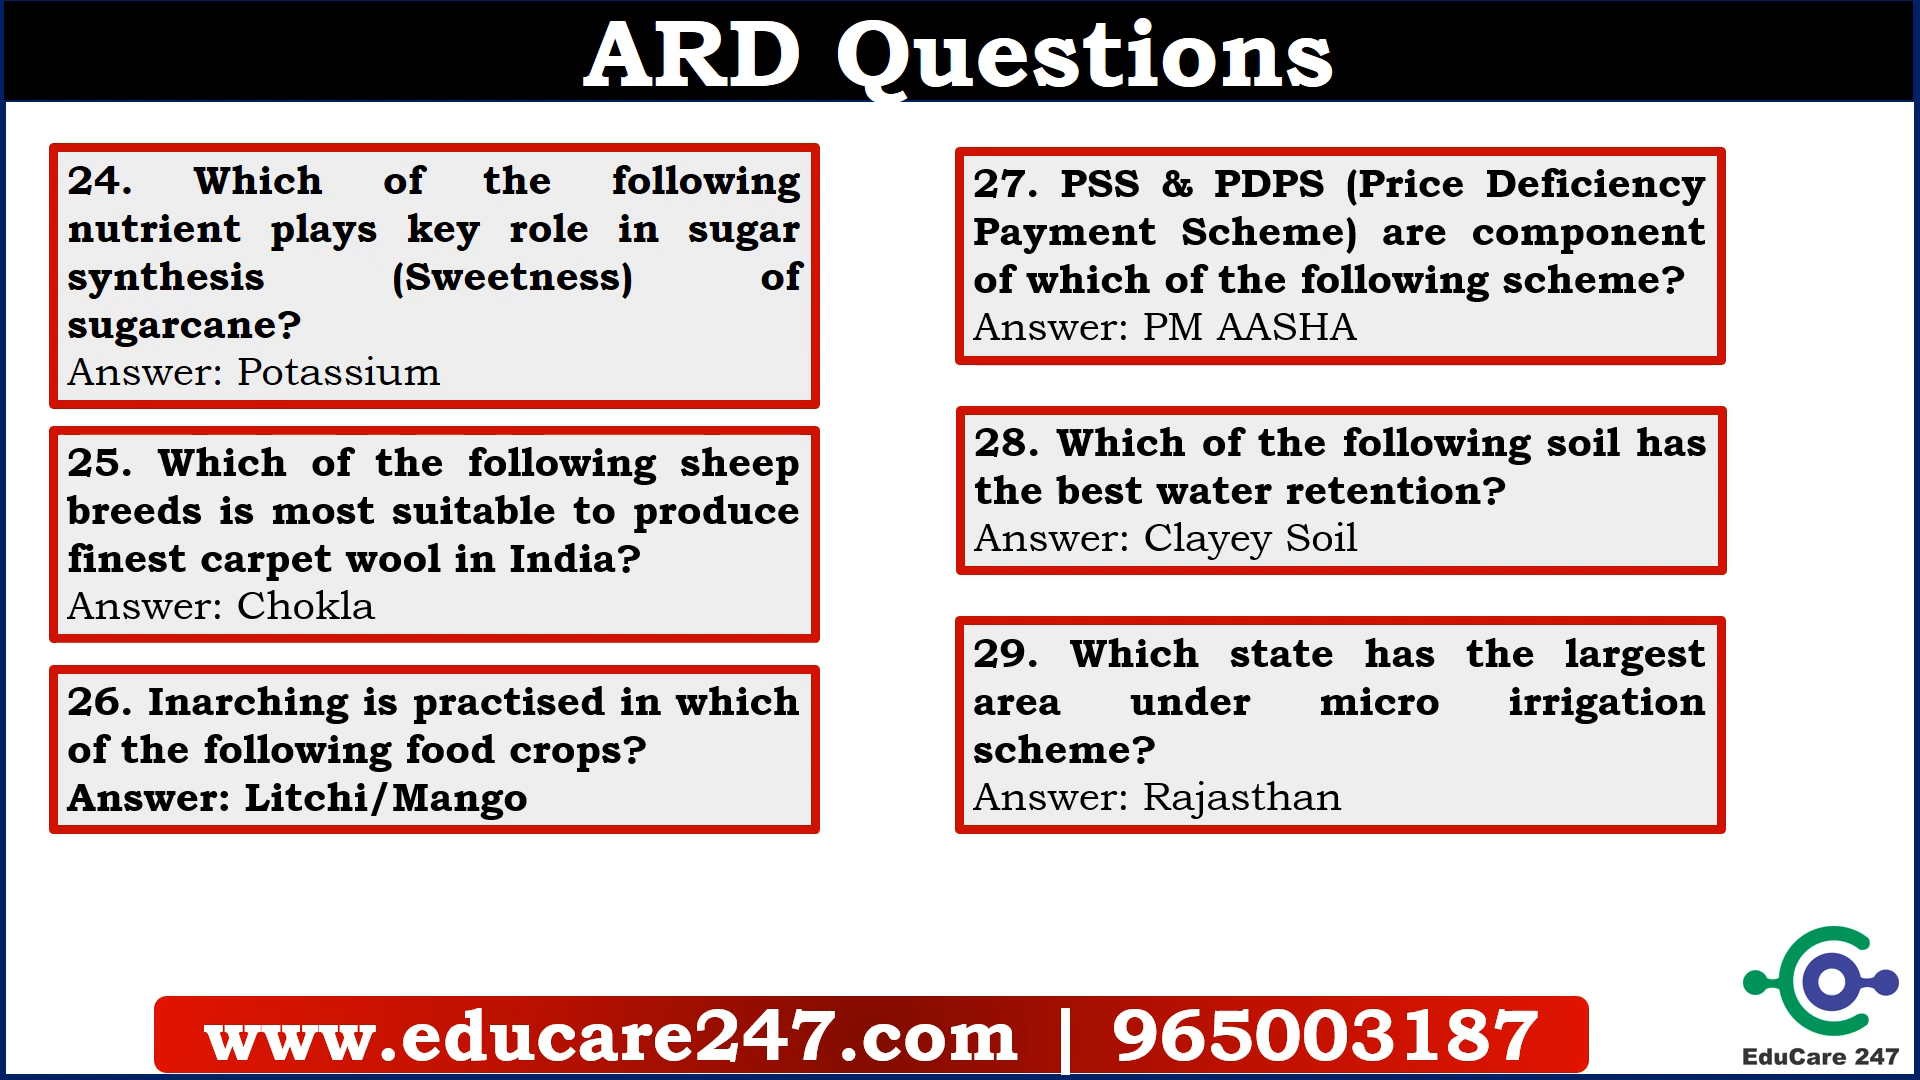 ARD Questions
24. Which of the following
nutrient plays key role in sugar
synthesis (Sweetness) of
sugarcane?
Answer: Potassium
25. Which of the following sheep
breeds is most suitable to produce
finest carpet wool in India?
Answer: Chokla
26. Inarching is practised in which
of the following food crops?
Answer: Litchi/Mango
27. PSS & PDPS (Price Deficiency
Payment Scheme) are component
of which of the following scheme?
Answer: PM AASHA
28. Which of the following soil has
the best water retention?
Answer: Clayey Soil
29. Which state has the largest
area under micro irrigation
scheme?
Answer: Rajasthan
www.educare247.com | 965003187
EduCare 247